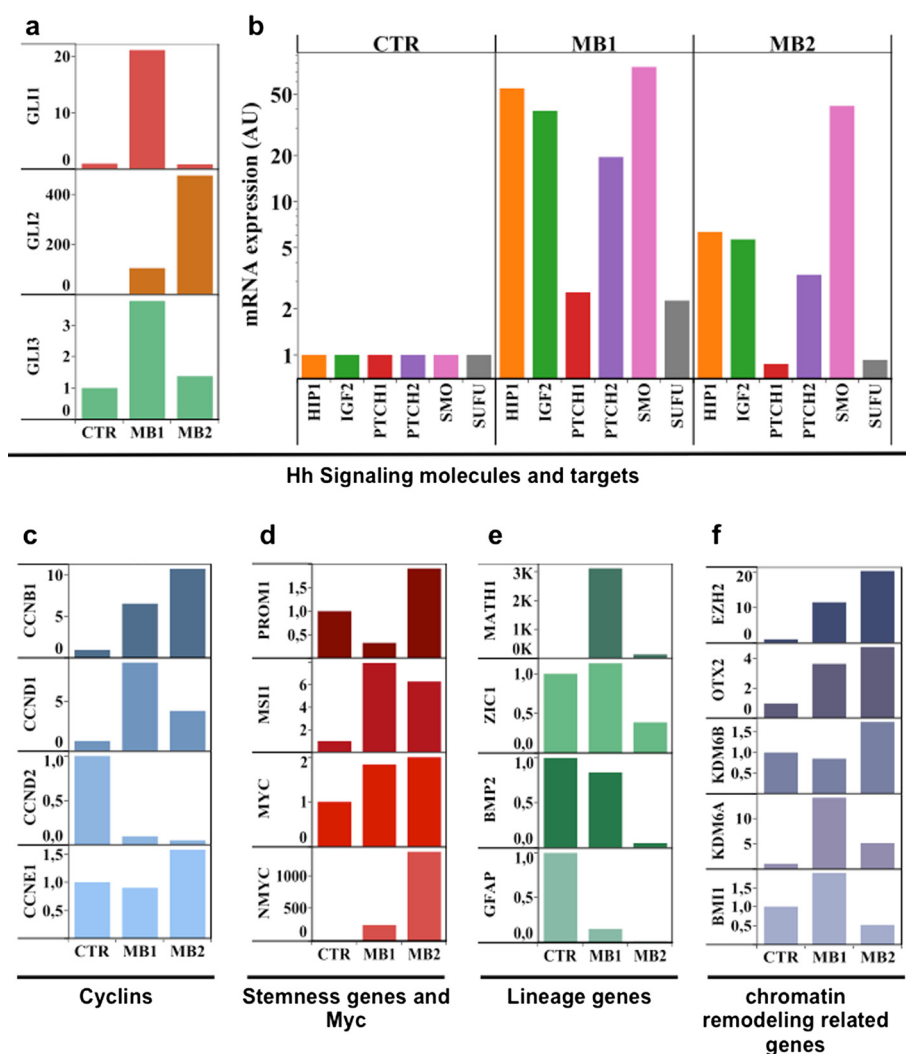 a
GLI1
20
10
0
GLI2
400
200
0
GLI3
3
2
1
0
CTR MB1 MB2
b
CTR MB1 MB2
mRNA expression (AU)
50
20
10
5
2
1
HIP1 IGF2 PTCH1 PTCH2 SMO SUFU HIP1 IGF2 PTCH1 PTCH2 SMO SUFU HIP1 IGF2 PTCH1 PTCH2 SMO SUFU
Hh Signaling molecules and targets
c
CCNB1
10
5
0
CCND1
5
0
CCND2
1,0
0,5
0,0
CCNE1
1,5
1,0
0,5
CTR MB1 MB2
Cyclins
d
PROM1
1,5
1,0
0,5
MSI1
6
4
2
MYC
2
1
0
NMYC
1000
500
0
CTR MB1 MB2
Stemness genes and
Myc
e
MATH1
3K
2K
1K
0K
ZIC1
1,0
0,5
0,0
BMP2
1,0
0,5
0,0
GFAP
1,0
0,5
0,0
CTR MB1 MB2
Lineage genes
f
EZH2
20
10
0
OTX2
4
2
0
KDM6B
1,5
1,0
0,5
KDM6A
10
5
0
BMI1
1,5
1,0
0,5
CTR MB1 MB2
chromatin
remodeling related
genes